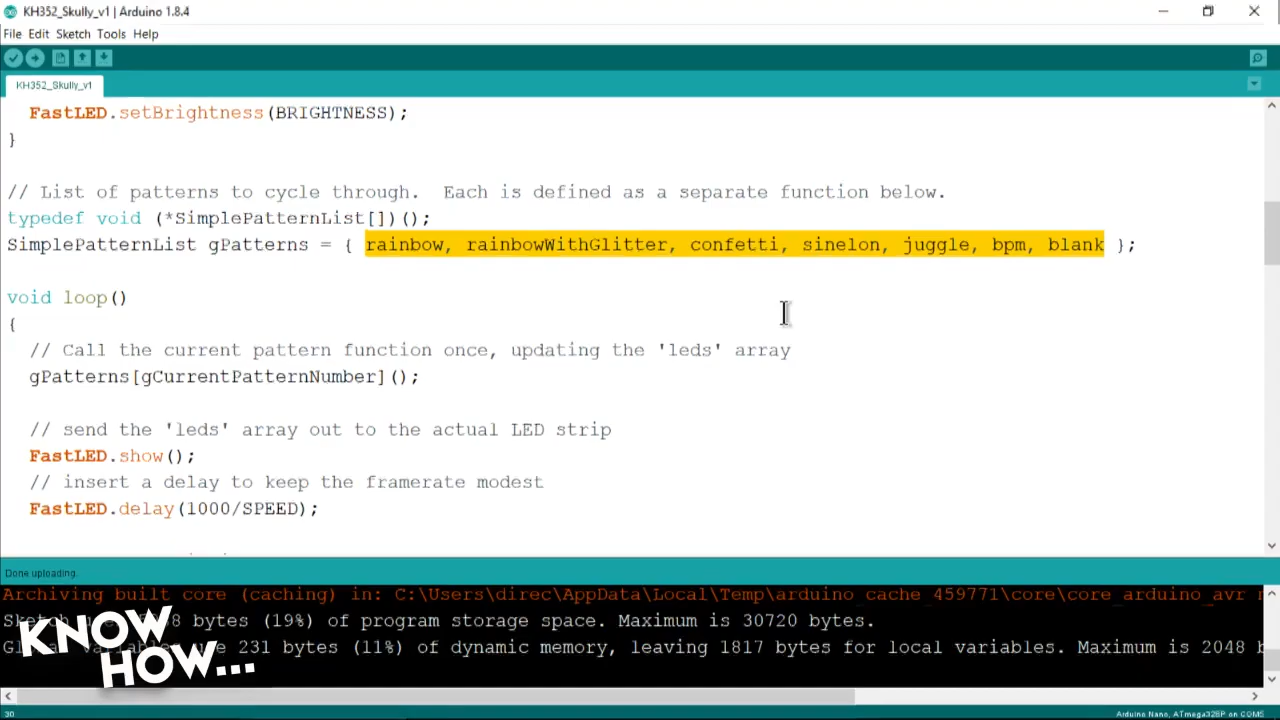 KH352_Skully_v1 | Arduino 1.8.4
File Edit Sketch Tools Help
KH352_Skully_v1
FastLED.setBrightness(BRIGHTNESS);
}
// List of patterns to cycle through.  Each is defined as a separate function below.
typedef void (*SimplePatternList[])();
SimplePatternList gPatterns = { rainbow, rainbowWithGlitter, confetti, sinelon, juggle, bpm, blank };
void loop()
{
// Call the current pattern function once, updating the 'leds' array
gPatterns[gCurrentPatternNumber]();
// send the 'leds' array out to the actual LED strip
FastLED.show();
// insert a delay to keep the framerate modest
FastLED.delay(1000/SPEED);
Done uploading.
Archiving built core (caching) in: C:\Users\direc\AppData\Local\Temp\arduino_cache_459771\core\core_arduino_avr
bytes (19%) of program storage space. Maximum is 30720 bytes.
231 bytes (11%) of dynamic memory, leaving 1817 bytes for local variables. Maximum is 2048 b
KNOW
HOW...
30
Arduino Nano, ATmega328P on COM5